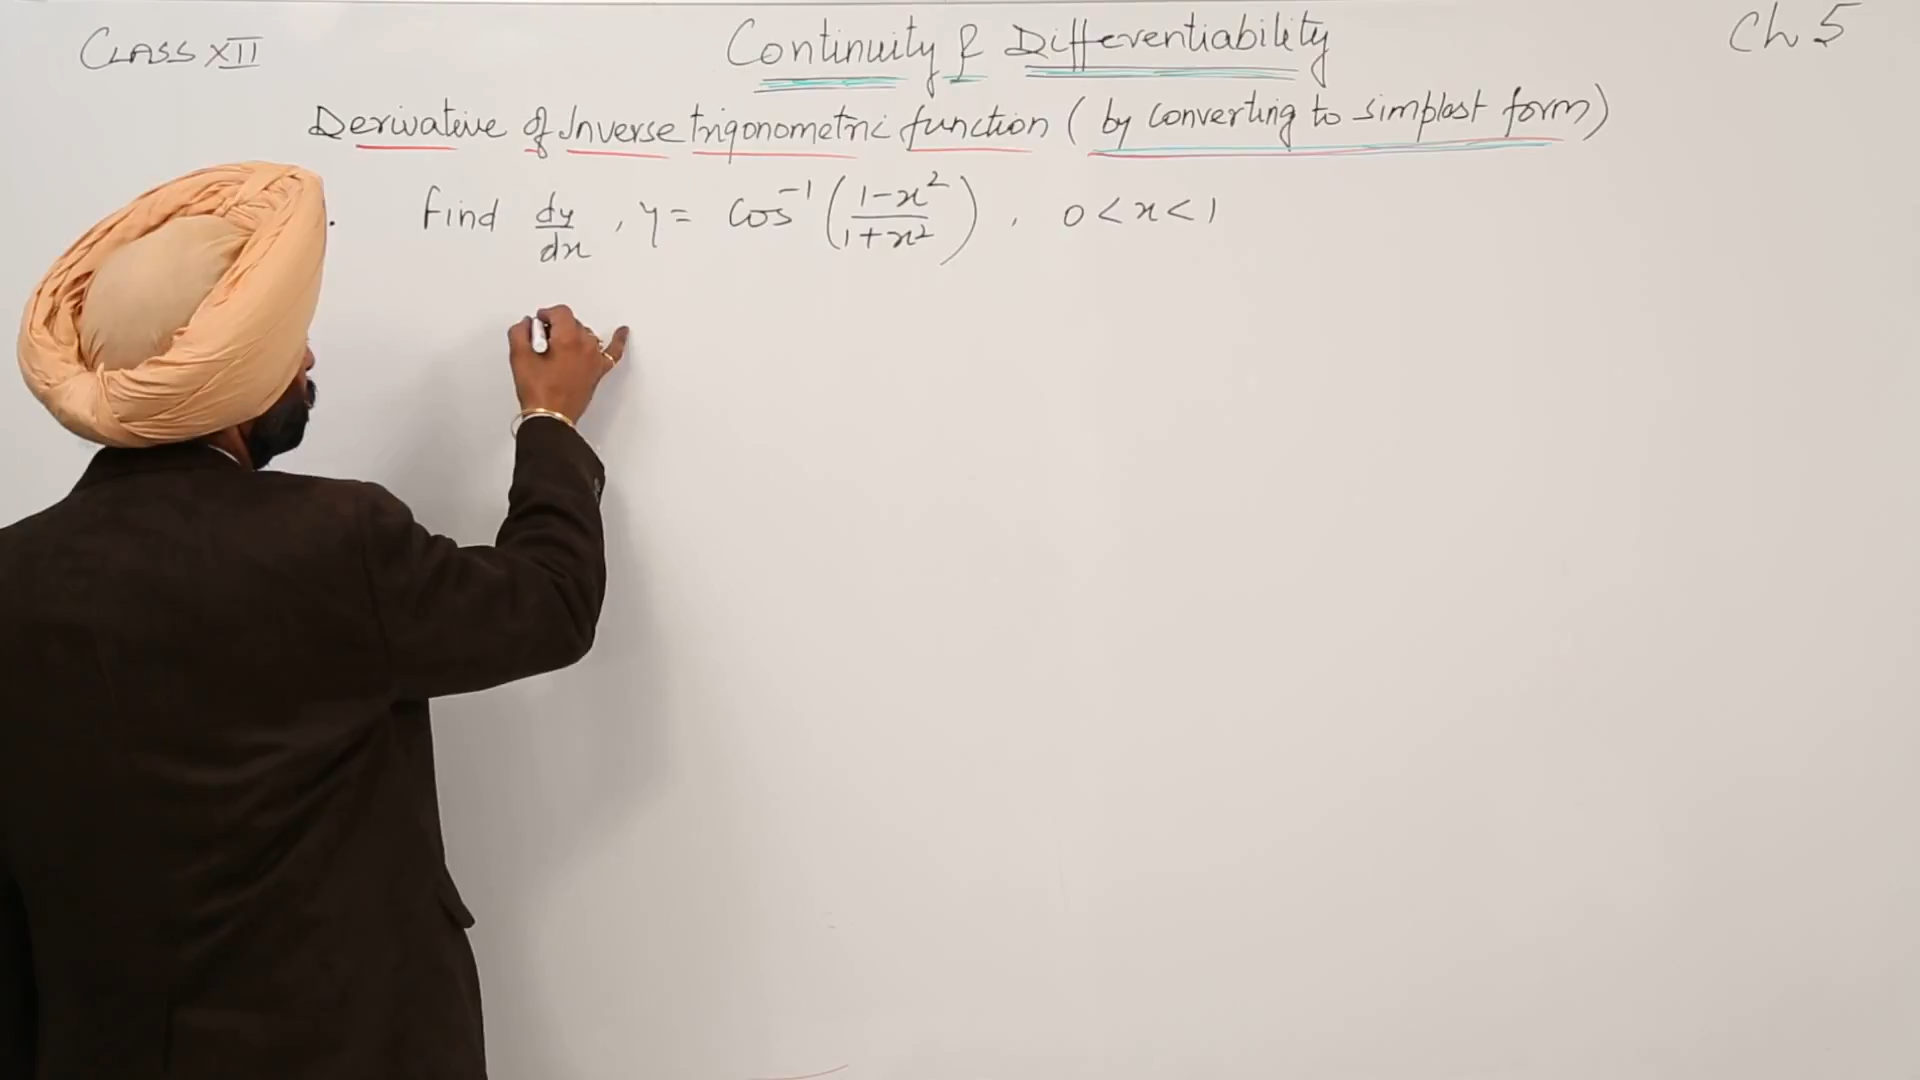 CLASS XII
Continuity & Differentiability
Ch 5
Derivative of Inverse trigonometric function (by converting to simplest form)
. find dy/dx , y = cos⁻¹ ((1-x²)/(1+x²)) , 0<x<1